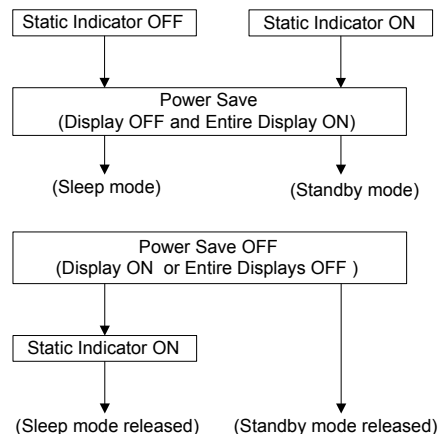 Static Indicator OFF
Static Indicator ON
Power Save
(Display OFF and Entire Display ON)
(Sleep mode)
(Standby mode)
Power Save OFF
(Display ON or Entire Displays OFF )
Static Indicator ON
(Sleep mode released)
(Standby mode released)